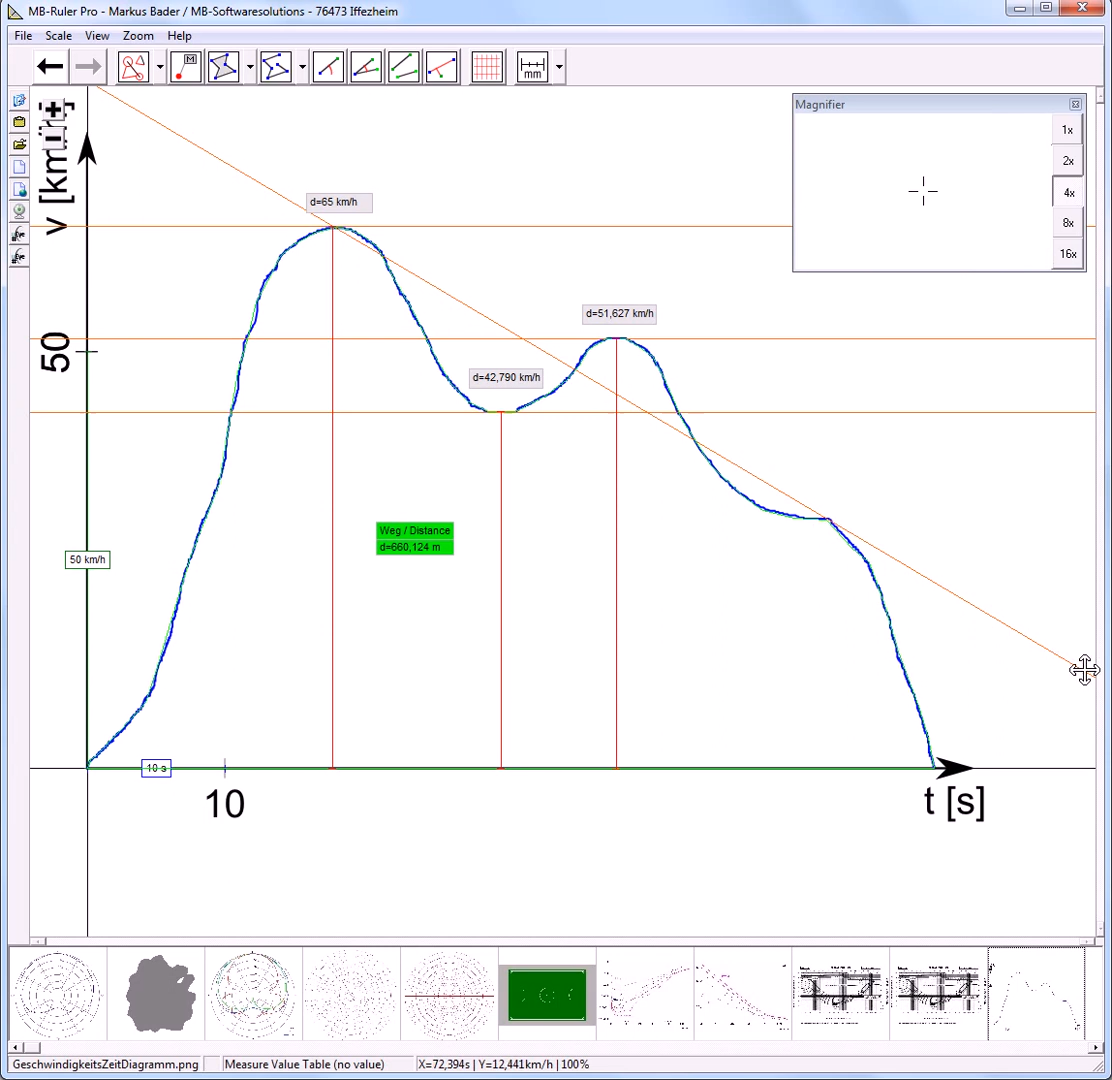 MB-Ruler Pro - Markus Bader / MB-Softwaresolutions - 76473 Iffezheim
File Scale View Zoom Help
M
mm
Magnifier
1x
2x
4x
8x
16x
d=65 km/h
d=51,627 km/h
50
d=42,790 km/h
Weg / Distance
d=660,124 m
50 km/h
10 s
10
t [s]
GeschwindigkeitsZeitDiagramm.png Measure Value Table (no value) X=72,394s | Y=12,441km/h | 100%